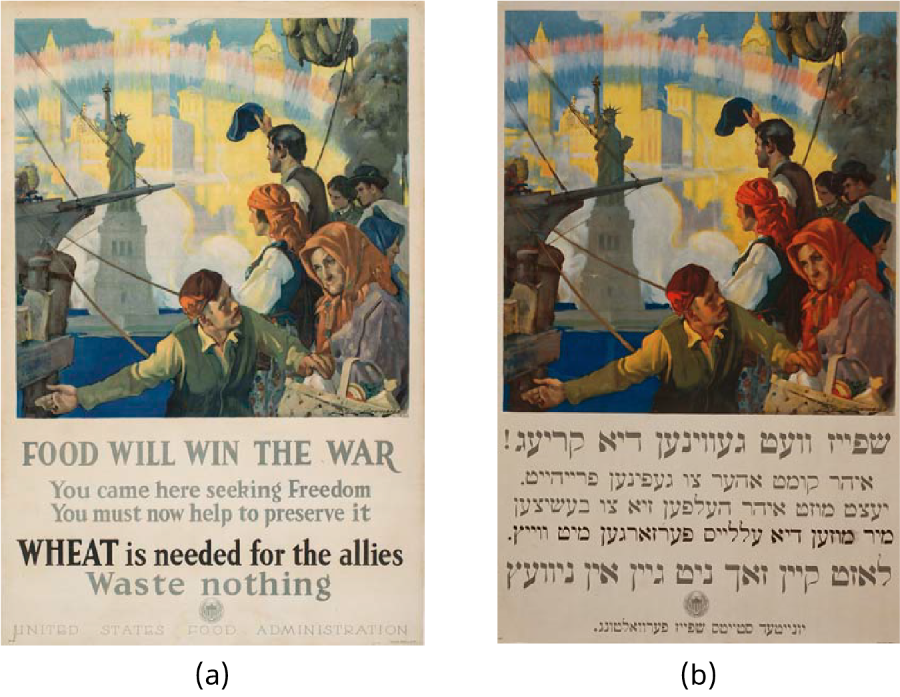 FOOD WILL WIN THE WAR
You came here seeking Freedom
You must now help to preserve it
WHEAT is needed for the allies
Waste nothing
UNITED STATES FOOD ADMINISTRATION
(a)
שפייז וועט געווינען דיא קריעג!
איהר קומט אהער צו געפינען פרייהייט.
יעצט מוזט איהר העלפען זיא צו בעשיצען
מיר מוזען דיא עלליים פערזארגען מיט ווייץ.
לאזט קיין זאך ניט גיין אין ניוועץ
יונייטעד סטייטס שפייז פערוואלטונג.
(b)